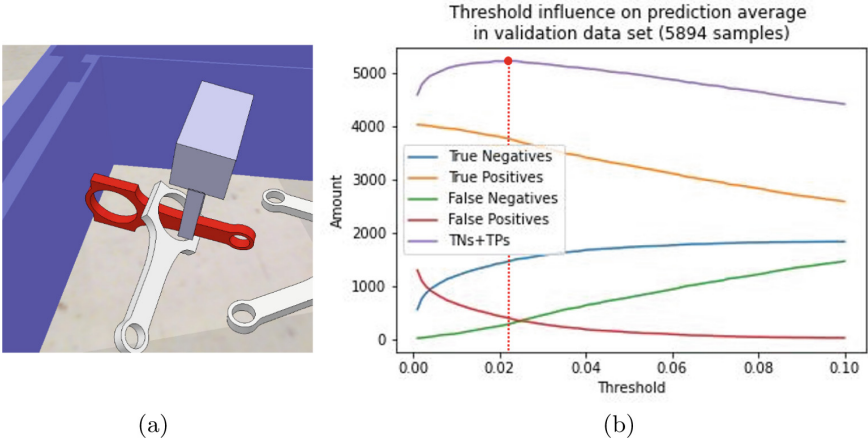 Threshold influence on prediction average
in validation data set (5894 samples)
5000
4000
3000
2000
1000
0
Amount
True Negatives
True Positives
False Negatives
False Positives
TNs+TPs
0.00 0.02 0.04 0.06 0.08 0.10
Threshold
(a) (b)